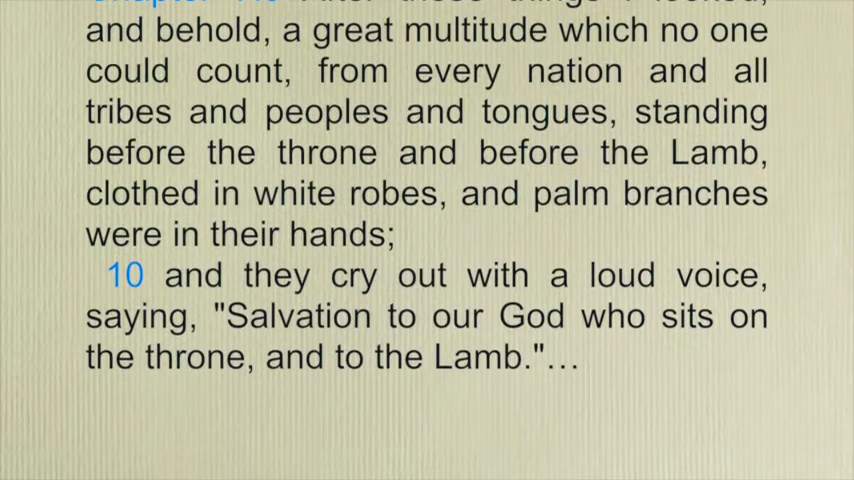 these things I looked,
and behold, a great multitude which no one
could count, from every nation and all
tribes and peoples and tongues, standing
before the throne and before the Lamb,
clothed in white robes, and palm branches
were in their hands;
10 and they cry out with a loud voice,
saying, "Salvation to our God who sits on
the throne, and to the Lamb."…